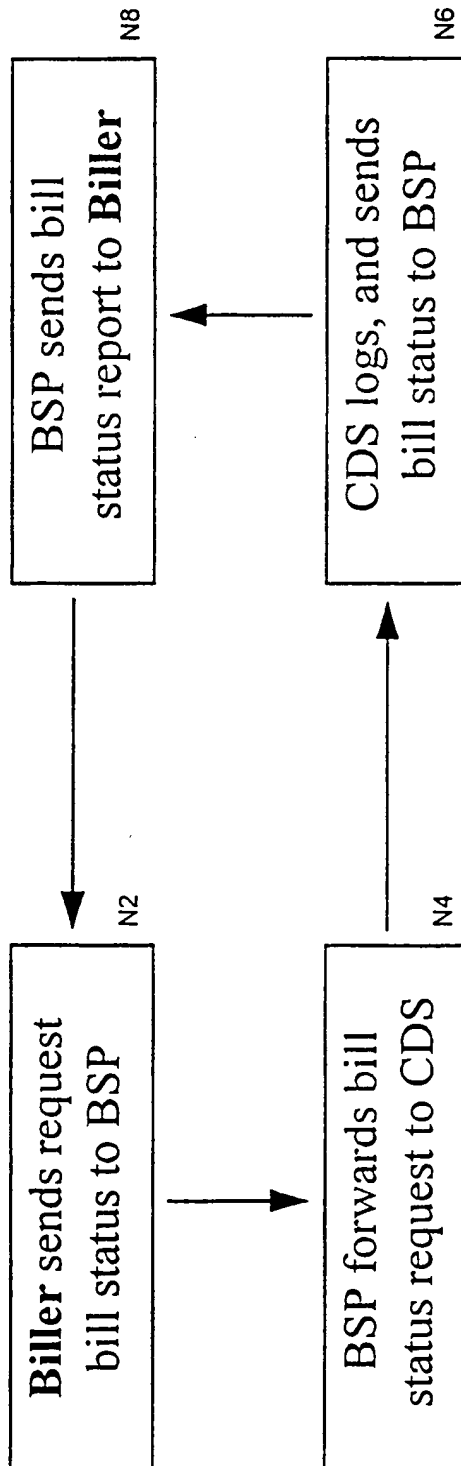 Biller sends request
bill status to BSP
N2
BSP forwards bill
status request to CDS
N4
CDS logs, and sends
bill status to BSP
N6
BSP sends bill
status report to Biller
N8